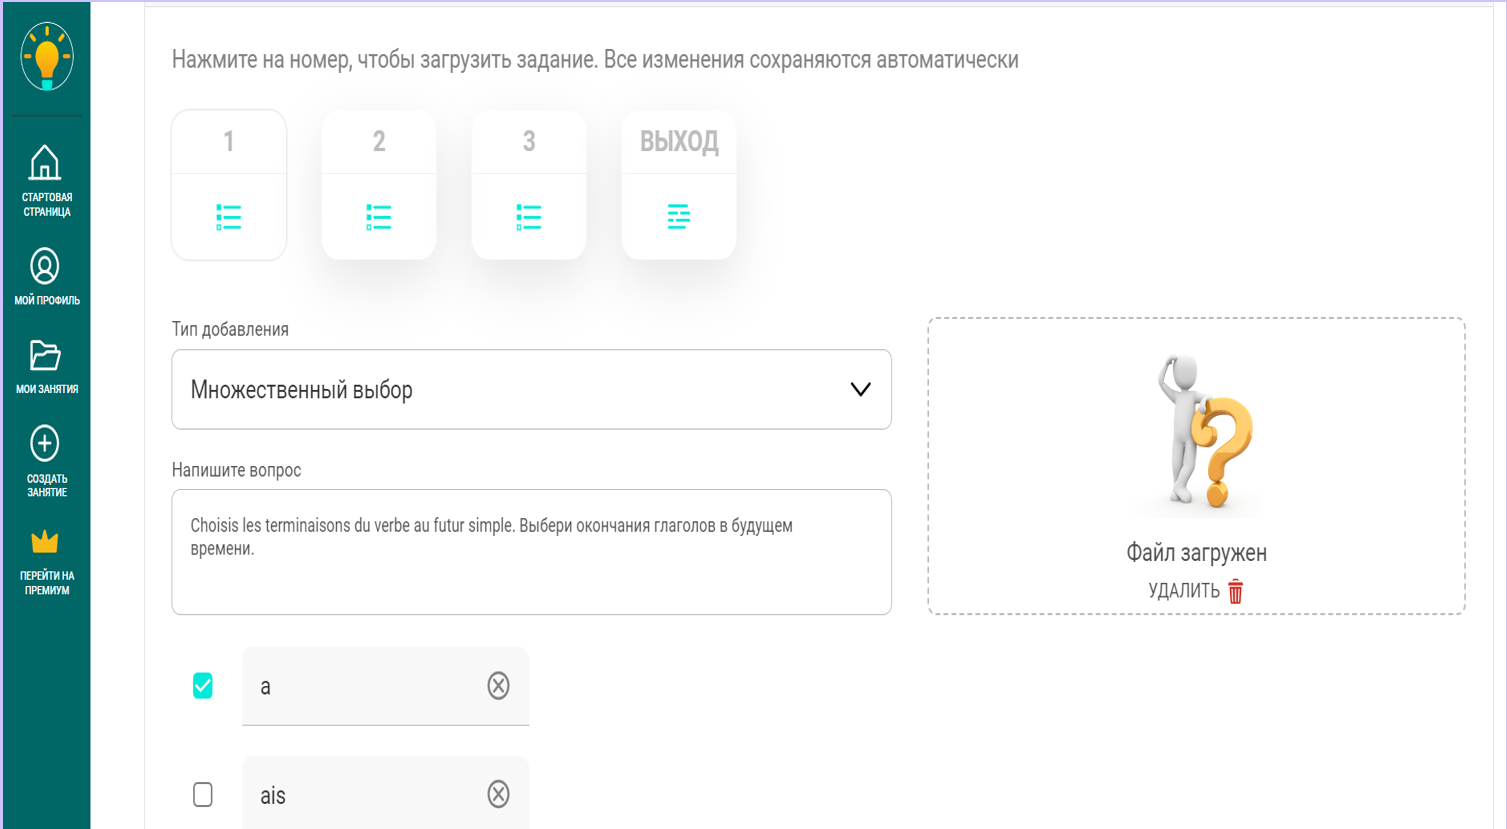 Нажмите на номер, чтобы загрузить задание. Все изменения сохраняются автоматически
1
2
3
ВЫХОД
СТАРТОВАЯ
СТРАНИЦА
МОЙ ПРОФИЛЬ
МОИ ЗАНЯТИЯ
СОЗДАТЬ
ЗАНЯТИЕ
ПЕРЕЙТИ НА
ПРЕМИУМ
Тип добавления
Множественный выбор
Напишите вопрос
Choisis les terminaisons du verbe au futur simple. Выбери окончания глаголов в будущем
времени.
Файл загружен
УДАЛИТЬ
a
ais